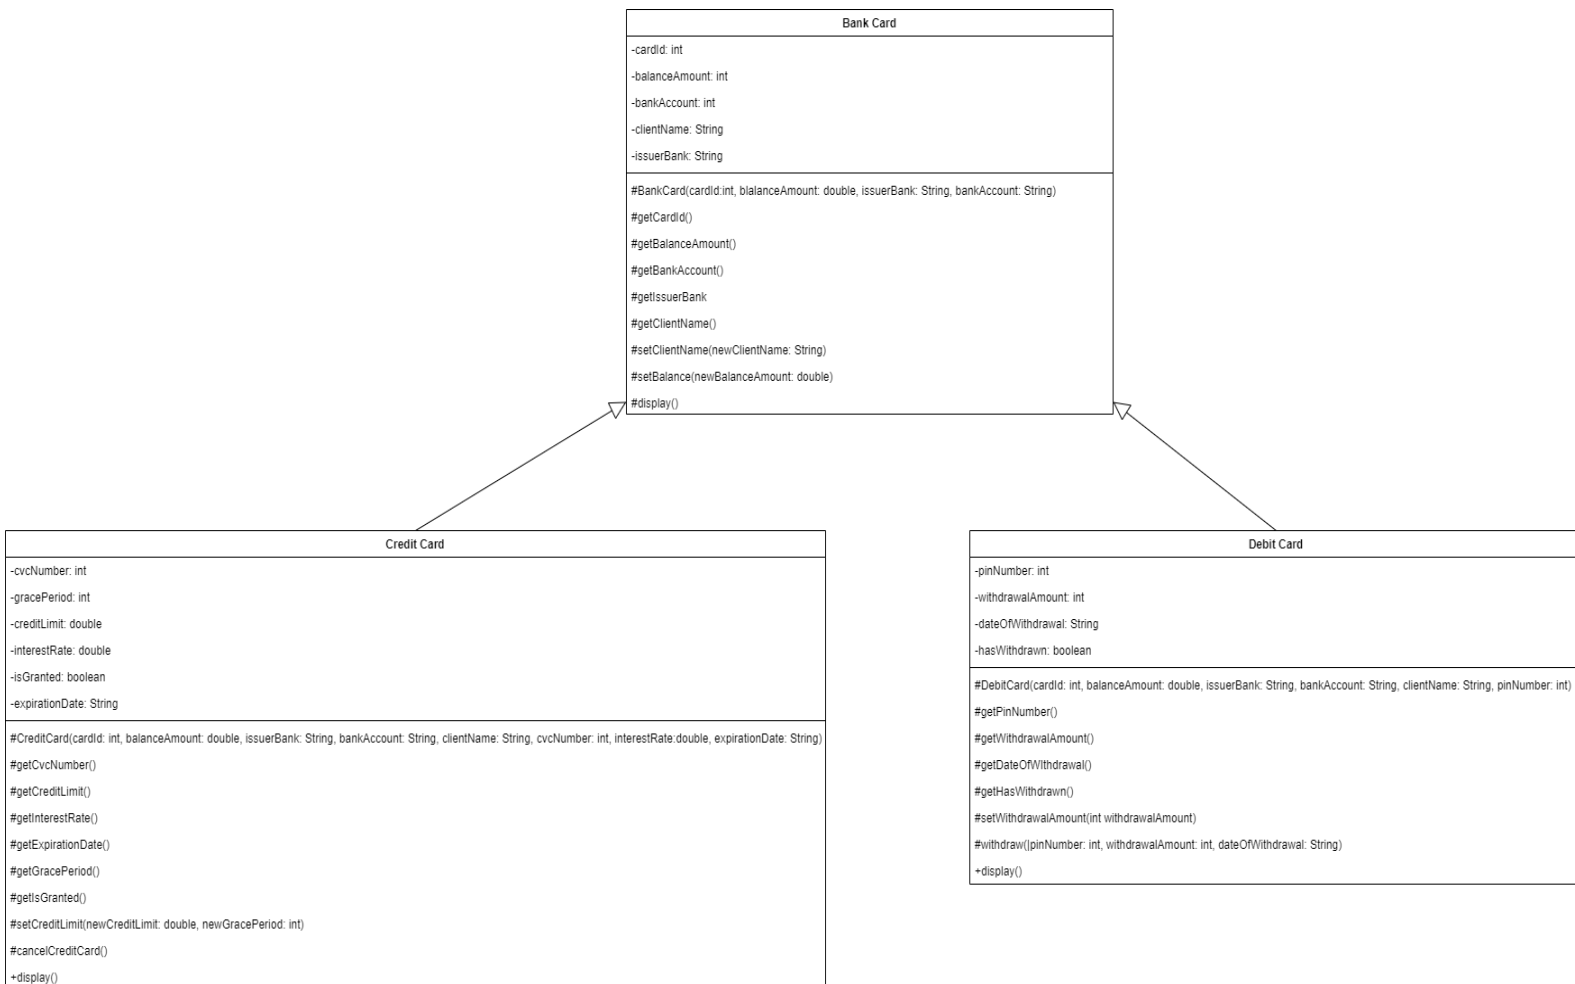 Bank Card
-cardId: int
-balanceAmount: int
-bankAccount: int
-clientName: String
-issuerBank: String
#BankCard(cardId:int, blalanceAmount: double, issuerBank: String, bankAccount: String)
#getCardId()
#getBalanceAmount()
#getBankAccount()
#getIssuerBank
#getClientName()
#setClientName(newClientName: String)
#setBalance(newBalanceAmount: double)
#display()
Credit Card
-cvcNumber: int
-gracePeriod: int
-creditLimit: double
-interestRate: double
-isGranted: boolean
-expirationDate: String
#CreditCard(cardId: int, balanceAmount: double, issuerBank: String, bankAccount: String, clientName: String, cvcNumber: int, interestRate:double, expirationDate: String)
#getCvcNumber()
#getCreditLimit()
#getInterestRate()
#getExpirationDate()
#getGracePeriod()
#getIsGranted()
#setCreditLimit(newCreditLimit: double, newGracePeriod: int)
#cancelCreditCard()
+display()
Debit Card
-pinNumber: int
-withdrawalAmount: int
-dateOfWithdrawal: String
-hasWithdrawn: boolean
#DebitCard(cardId: int, balanceAmount: double, issuerBank: String, bankAccount: String, clientName: String, pinNumber: int)
#getPinNumber()
#getWithdrawalAmount()
#getDateOfWIthdrawal()
#getHasWithdrawn()
#setWithdrawalAmount(int withdrawalAmount)
#withdraw(|pinNumber: int, withdrawalAmount: int, dateOfWithdrawal: String)
+display()